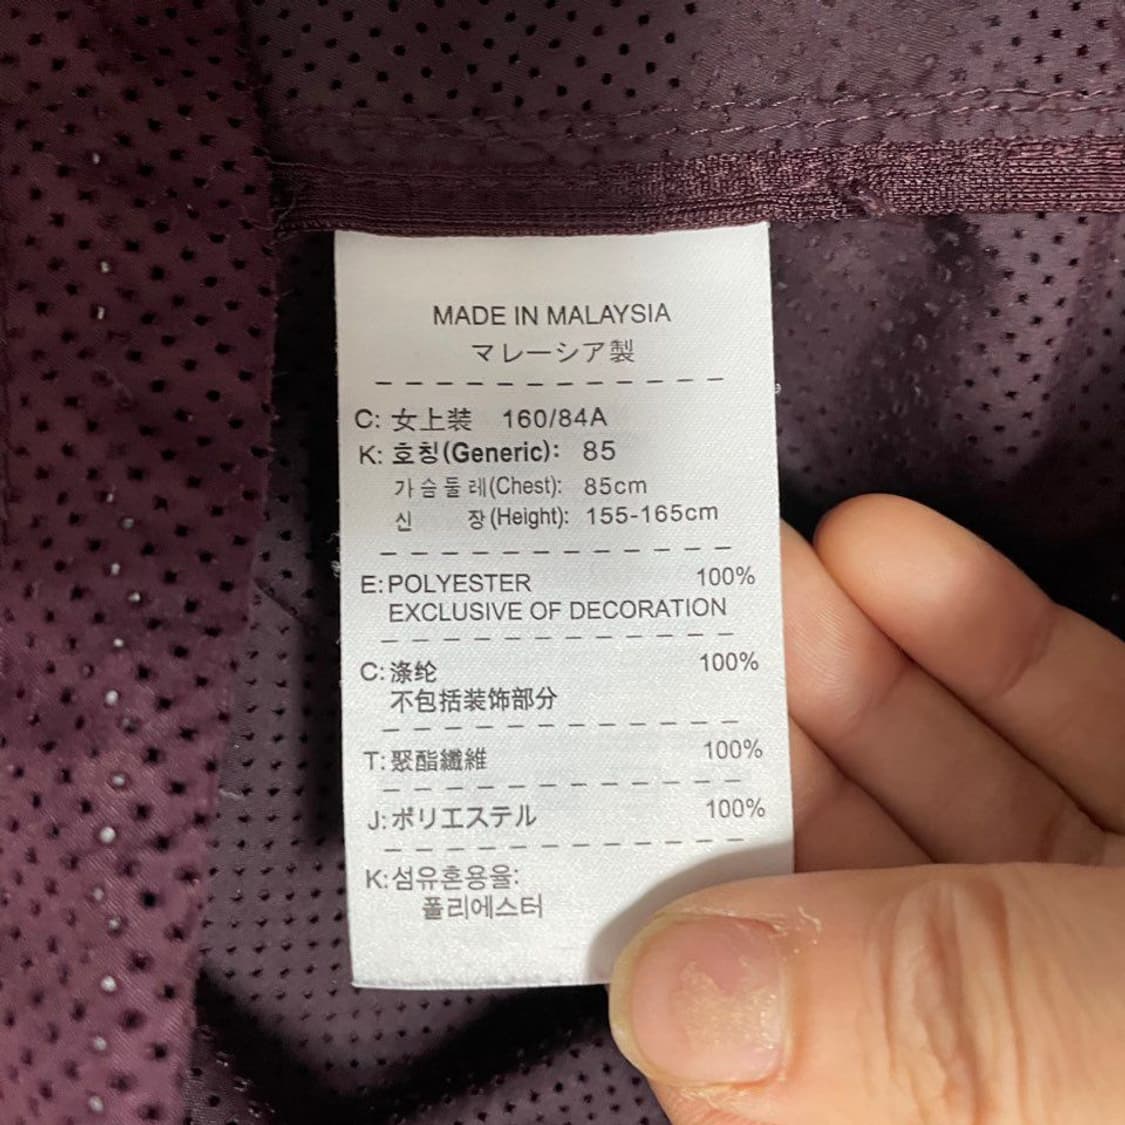 MADE IN MALAYSIA
マレーシア製
C: 女上装 160/84A
K: 호칭(Generic): 85
가슴둘레(Chest): 85cm
신 장(Height): 155-165cm
E: POLYESTER 100%
EXCLUSIVE OF DECORATION
C: 涤纶 100%
不包括装饰部分
T: 聚酯纖維 100%
J: ポリエステル 100%
K: 섬유혼용율:
폴리에스터